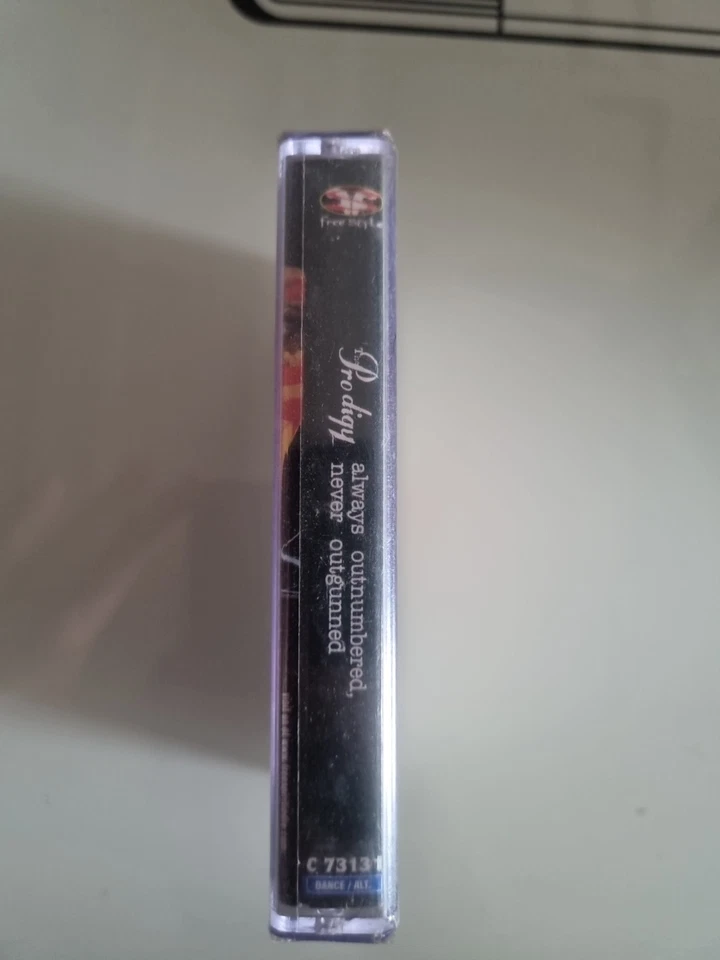 free style
The Prodigy
always outnumbered,
never outgunned
C 73131
DANCE / ALT.